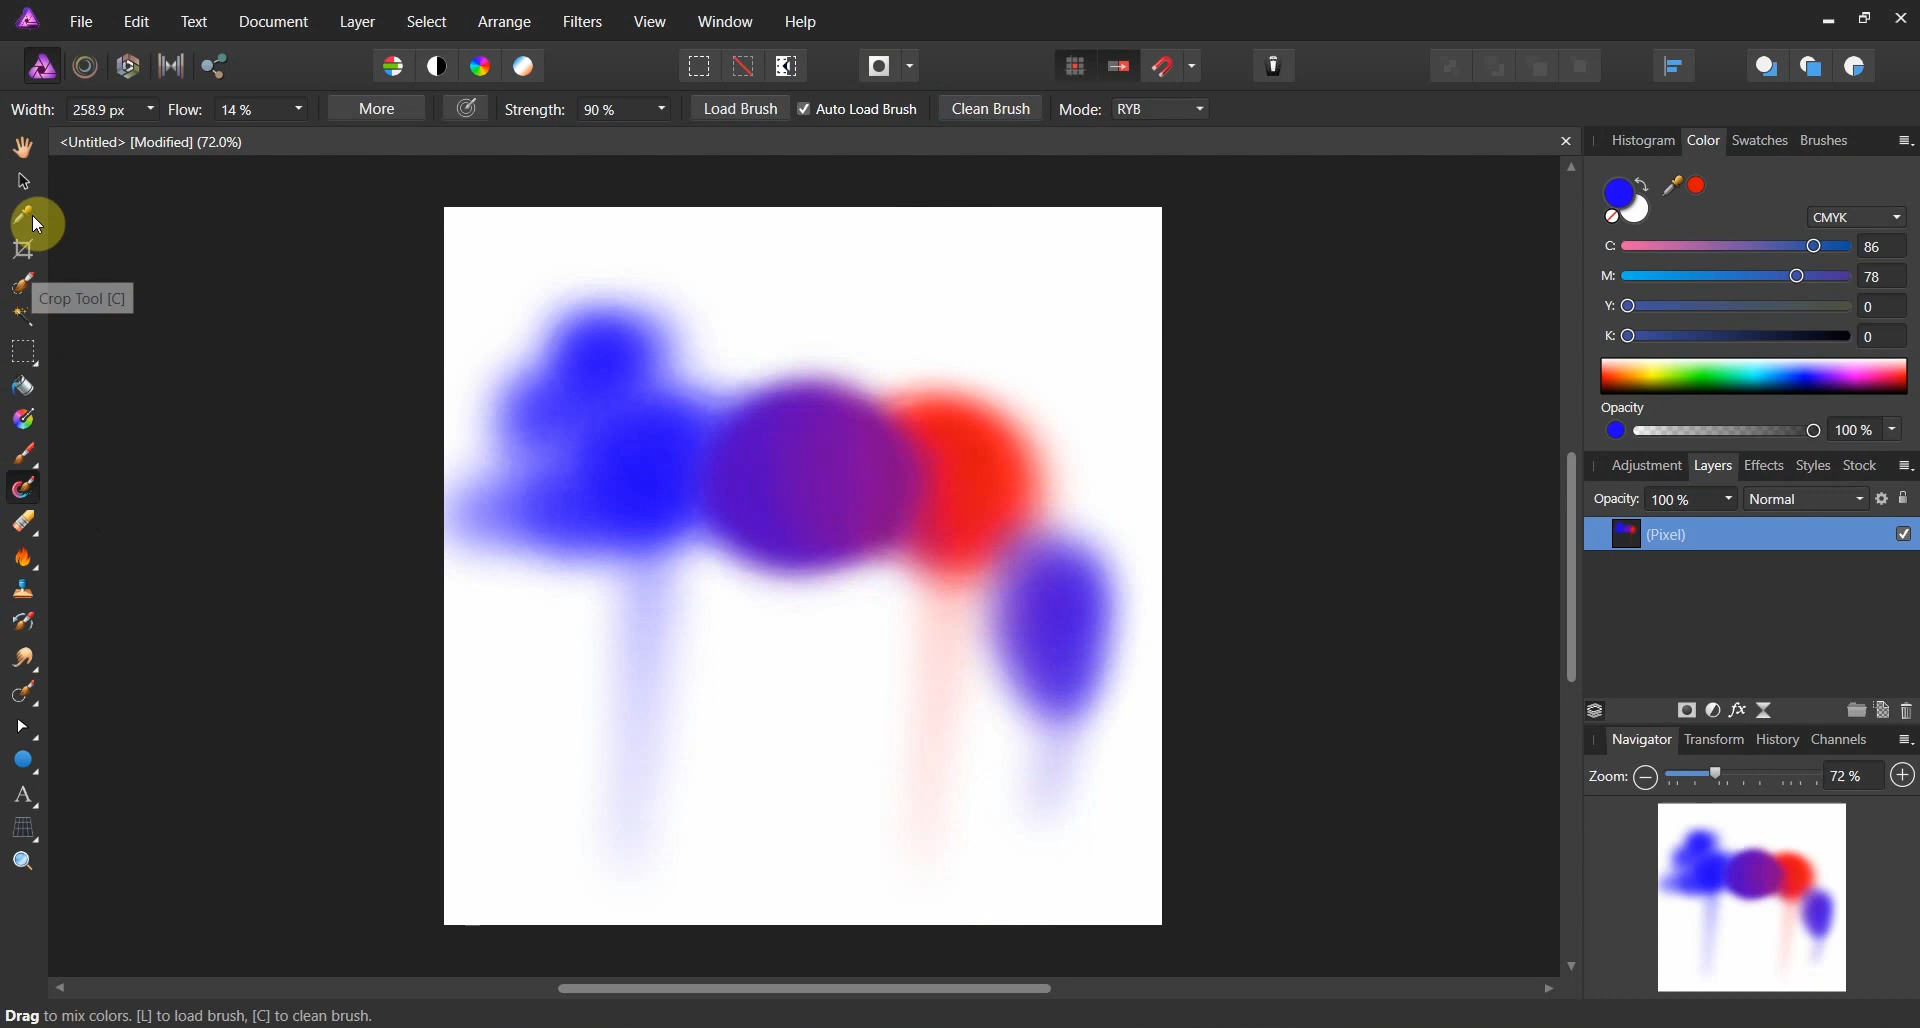 File Edit Text Document Layer Select Arrange Filters View Window Help
Width: 258.9 px Flow: 14 % More Strength: 90 % Load Brush Auto Load Brush Clean Brush Mode: RYB
<Untitled> [Modified] (72.0%)
Histogram Color Swatches Brushes
CMYK
C: 86
M: 78
Y: 0
K: 0
Opacity
100 %
Crop Tool [C]
Adjustment Layers Effects Styles Stock
Opacity: 100 % Normal
(Pixel)
fx
Navigator Transform History Channels
Zoom: 72 %
A
Drag to mix colors. [L] to load brush, [C] to clean brush.